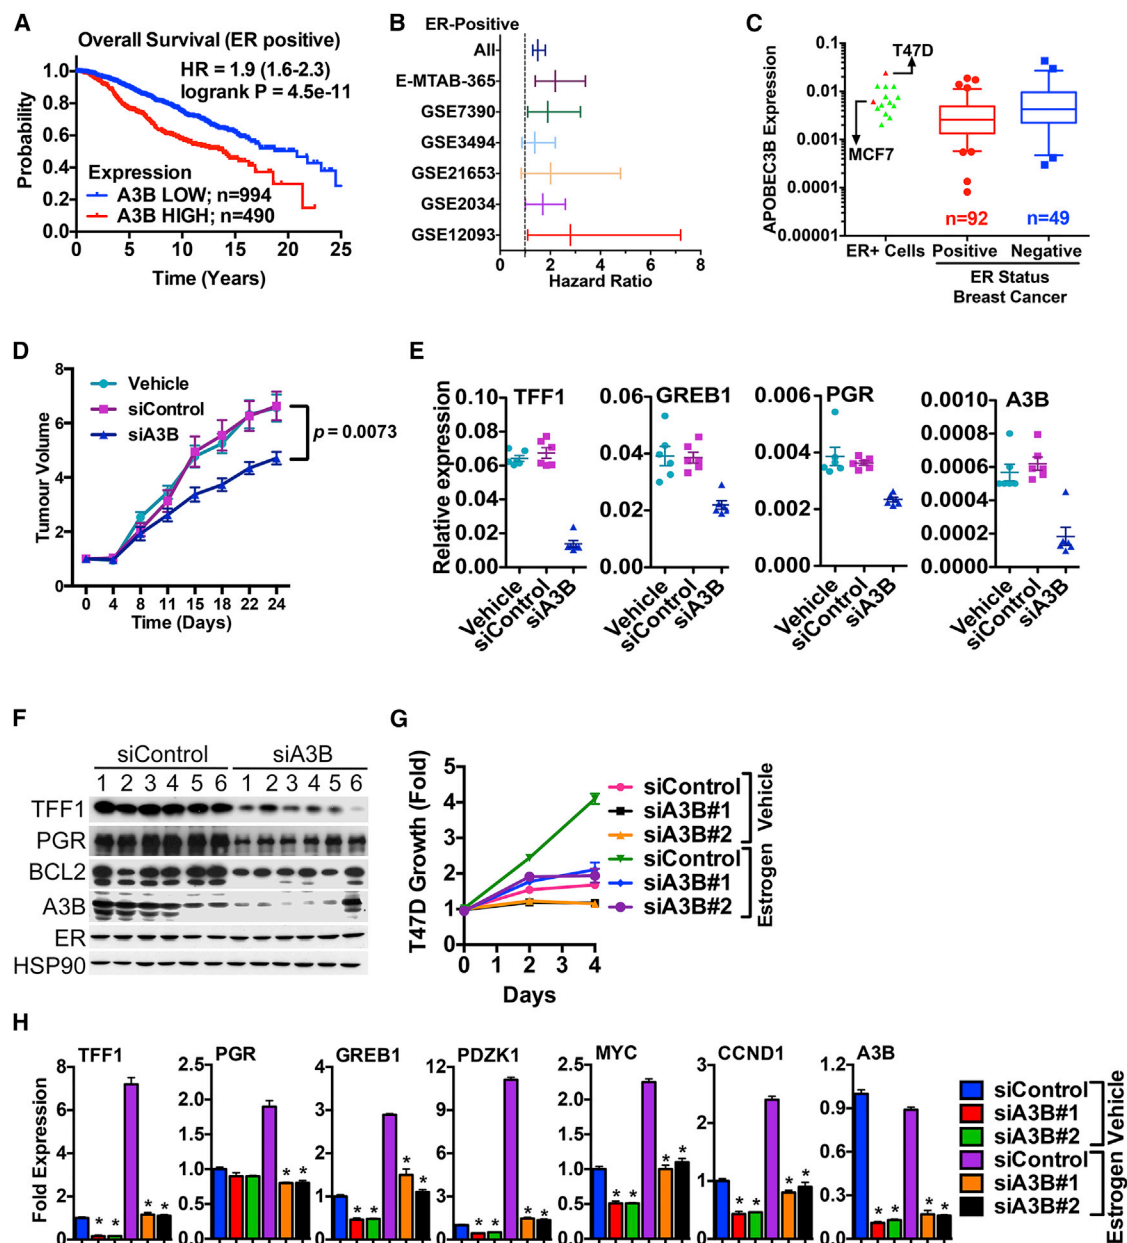 A
Overall Survival (ER positive)
HR = 1.9 (1.6-2.3)
logrank P = 4.5e-11
Probability
1.0
0.8
0.6
0.4
0.2
0.0
Expression
A3B LOW; n=994
A3B HIGH; n=490
0 5 10 15 20 25
Time (Years)
B
ER-Positive
All
E-MTAB-365
GSE7390
GSE3494
GSE21653
GSE2034
GSE12093
0 2 4 6 8
Hazard Ratio
C
APOBEC3B Expression
0.1
0.01
0.001
0.0001
0.00001
T47D
MCF7
n=92
n=49
ER+ Cells Positive Negative
ER Status
Breast Cancer
D
Tumour Volume
8
6
4
2
0
Vehicle
siControl
siA3B
p = 0.0073
0 4 8 11 15 18 22 24
Time (Days)
E
Relative expression
TFF1
0.10
0.08
0.06
0.04
0.02
0.00
Vehicle
siControl
siA3B
GREB1
0.06
0.04
0.02
0.00
Vehicle
siControl
siA3B
PGR
0.006
0.004
0.002
0.000
Vehicle
siControl
siA3B
A3B
0.0010
0.0008
0.0006
0.0004
0.0002
0.0000
Vehicle
siControl
siA3B
F
siControl siA3B
1 2 3 4 5 6 1 2 3 4 5 6
TFF1
PGR
BCL2
A3B
ER
HSP90
G
T47D Growth (Fold)
5
4
3
2
1
0
0 1 2 3 4
Days
siControl
siA3B#1
siA3B#2
Vehicle
siControl
siA3B#1
siA3B#2
Estrogen
H
Fold Expression
TFF1
8
6
4
2
0
* * * *
PGR
2.5
2.0
1.5
1.0
0.5
0.0
* *
GREB1
4
3
2
1
0
* * * *
PDZK1
12
9
6
3
0
* * * *
MYC
2.5
2.0
1.5
1.0
0.5
0.0
* * * *
CCND1
3
2
1
0
* * * *
A3B
1.2
0.9
0.6
0.3
0.0
* * * *
siControl
siA3B#1
siA3B#2
Vehicle
siControl
siA3B#1
siA3B#2
Estrogen